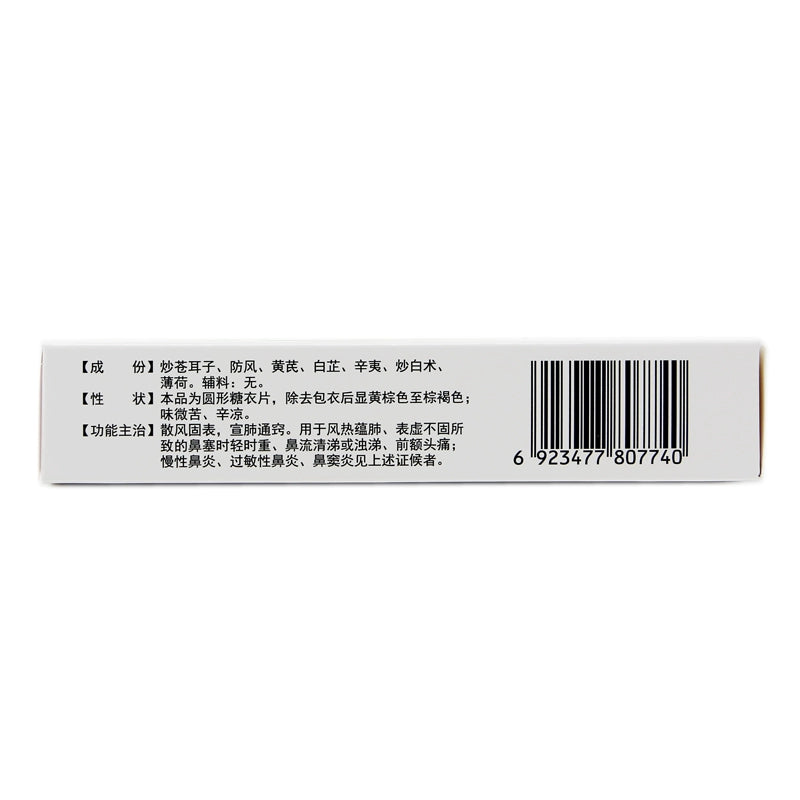 【成　份】炒苍耳子、防风、黄芪、白芷、辛夷、炒白术、
薄荷。辅料：无。
【性　状】本品为圆形糖衣片，除去包衣后显黄棕色至棕褐色；
味微苦、辛凉。
【功能主治】散风固表，宣肺通窍。用于风热蕴肺、表虚不固所
致的鼻塞时轻时重、鼻流清涕或浊涕、前额头痛；
慢性鼻炎、过敏性鼻炎、鼻窦炎见上述证候者。
6 923477 807740